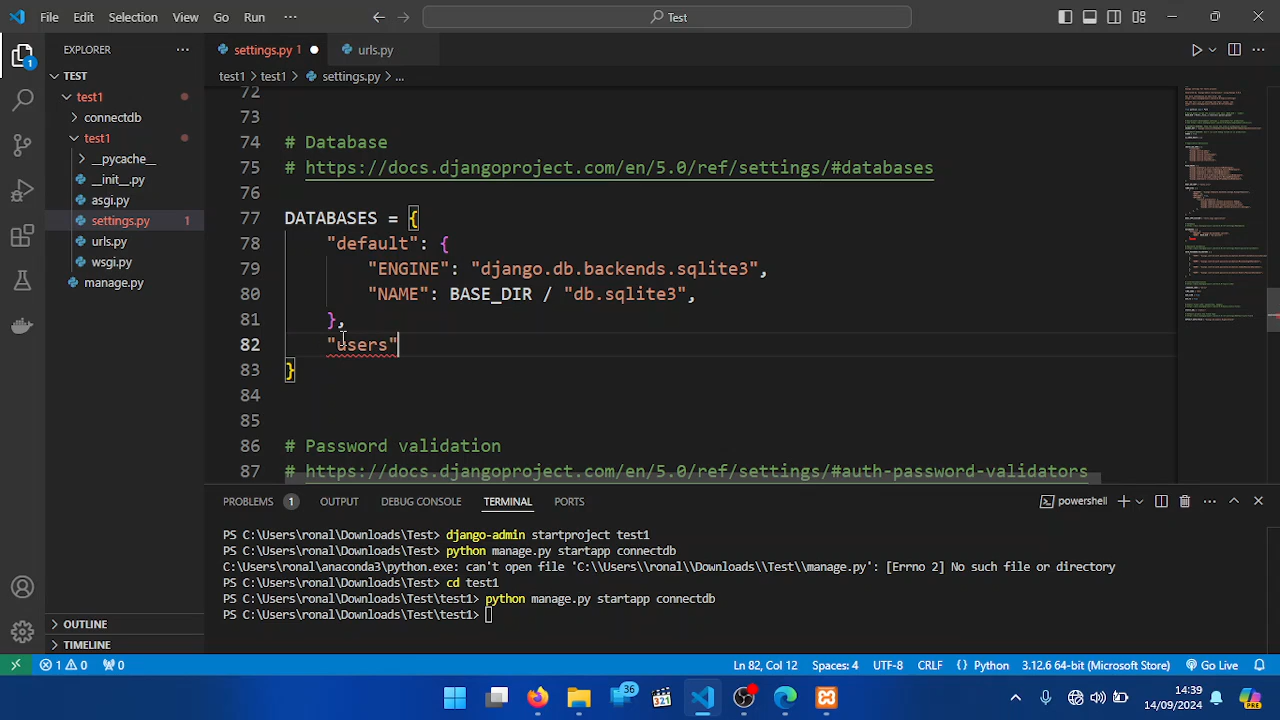 File Edit Selection View Go Run ··· Test
EXPLORER ···
settings.py 1
urls.py
TEST
test1
connectdb
test1
__pycache__
__init__.py
asgi.py
settings.py 1
urls.py
wsgi.py
manage.py
OUTLINE
TIMELINE
test1 > test1 > settings.py > ...
72
73
74 # Database
75 # https://docs.djangoproject.com/en/5.0/ref/settings/#databases
76
77 DATABASES = {
78 "default": {
79 "ENGINE": "django.db.backends.sqlite3",
80 "NAME": BASE_DIR / "db.sqlite3",
81 },
82 "users"
83 }
84
85
86 # Password validation
87 # https://docs.djangoproject.com/en/5.0/ref/settings/#auth-password-validators
PROBLEMS 1 OUTPUT DEBUG CONSOLE TERMINAL PORTS powershell
PS C:\Users\ronal\Downloads\Test> django-admin startproject test1
PS C:\Users\ronal\Downloads\Test> python manage.py startapp connectdb
C:\Users\ronal\anaconda3\python.exe: can't open file 'C:\\Users\\ronal\\Downloads\\Test\\manage.py': [Errno 2] No such file or directory
PS C:\Users\ronal\Downloads\Test> cd test1
PS C:\Users\ronal\Downloads\Test\test1> python manage.py startapp connectdb
PS C:\Users\ronal\Downloads\Test\test1>
1 0 0 Ln 82, Col 12 Spaces: 4 UTF-8 CRLF {} Python 3.12.6 64-bit (Microsoft Store) Go Live
36
321
14:39
14/09/2024
PRE